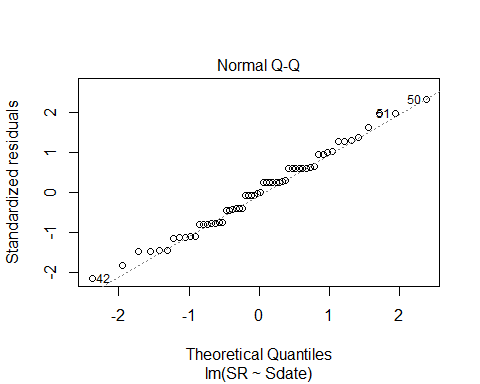 Normal Q-Q
Standardized residuals
2
1
0
-1
-2
50
51
42
-2 -1 0 1 2
Theoretical Quantiles
lm(SR ~ Sdate)